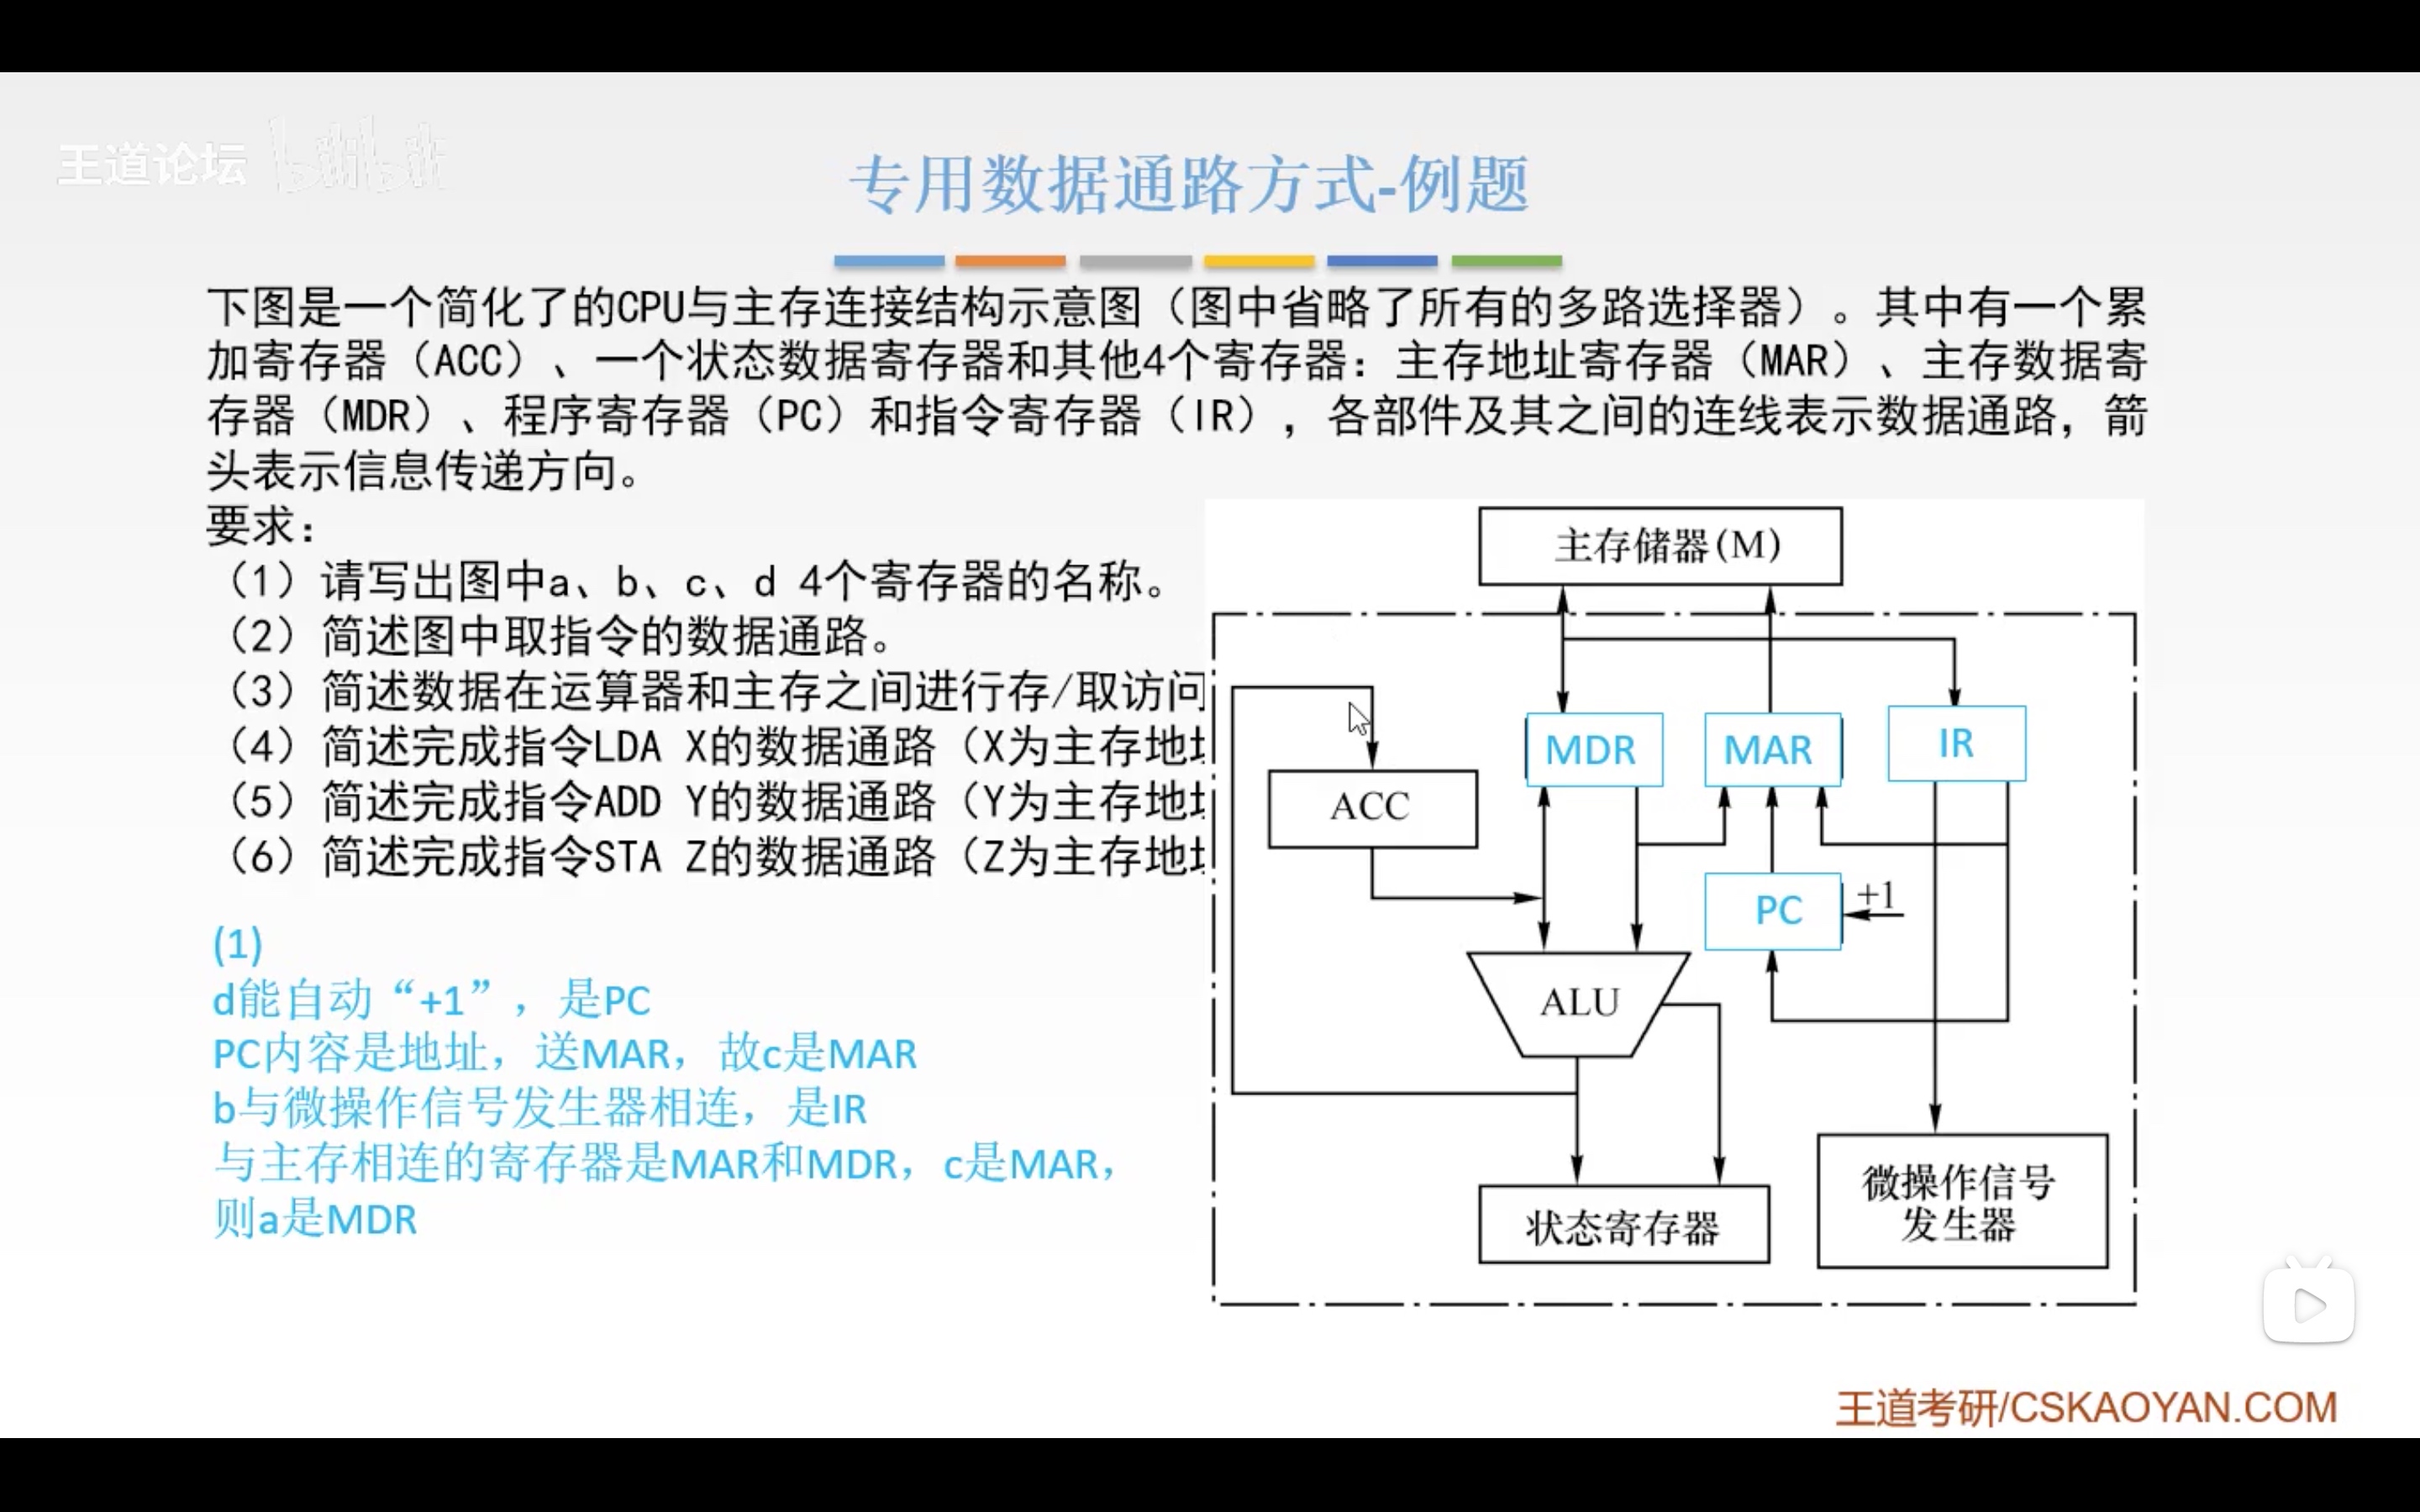 王道论坛 bilibili
专用数据通路方式-例题
下图是一个简化了的CPU与主存连接结构示意图（图中省略了所有的多路选择器）。其中有一个累
加寄存器（ACC）、一个状态数据寄存器和其他4个寄存器：主存地址寄存器（MAR）、主存数据寄
存器（MDR）、程序寄存器（PC）和指令寄存器（IR），各部件及其之间的连线表示数据通路，箭
头表示信息传递方向。
要求：
（1）请写出图中a、b、c、d 4个寄存器的名称。
（2）简述图中取指令的数据通路。
（3）简述数据在运算器和主存之间进行存/取访问
（4）简述完成指令LDA X的数据通路（X为主存地
（5）简述完成指令ADD Y的数据通路（Y为主存地
（6）简述完成指令STA Z的数据通路（Z为主存地
(1)
d能自动“+1”，是PC
PC内容是地址，送MAR，故c是MAR
b与微操作信号发生器相连，是IR
与主存相连的寄存器是MAR和MDR，c是MAR，
则a是MDR
主存储器(M)
MDR
MAR
IR
ACC
PC
+1
ALU
状态寄存器
微操作信号
发生器
王道考研/CSKAOYAN.COM